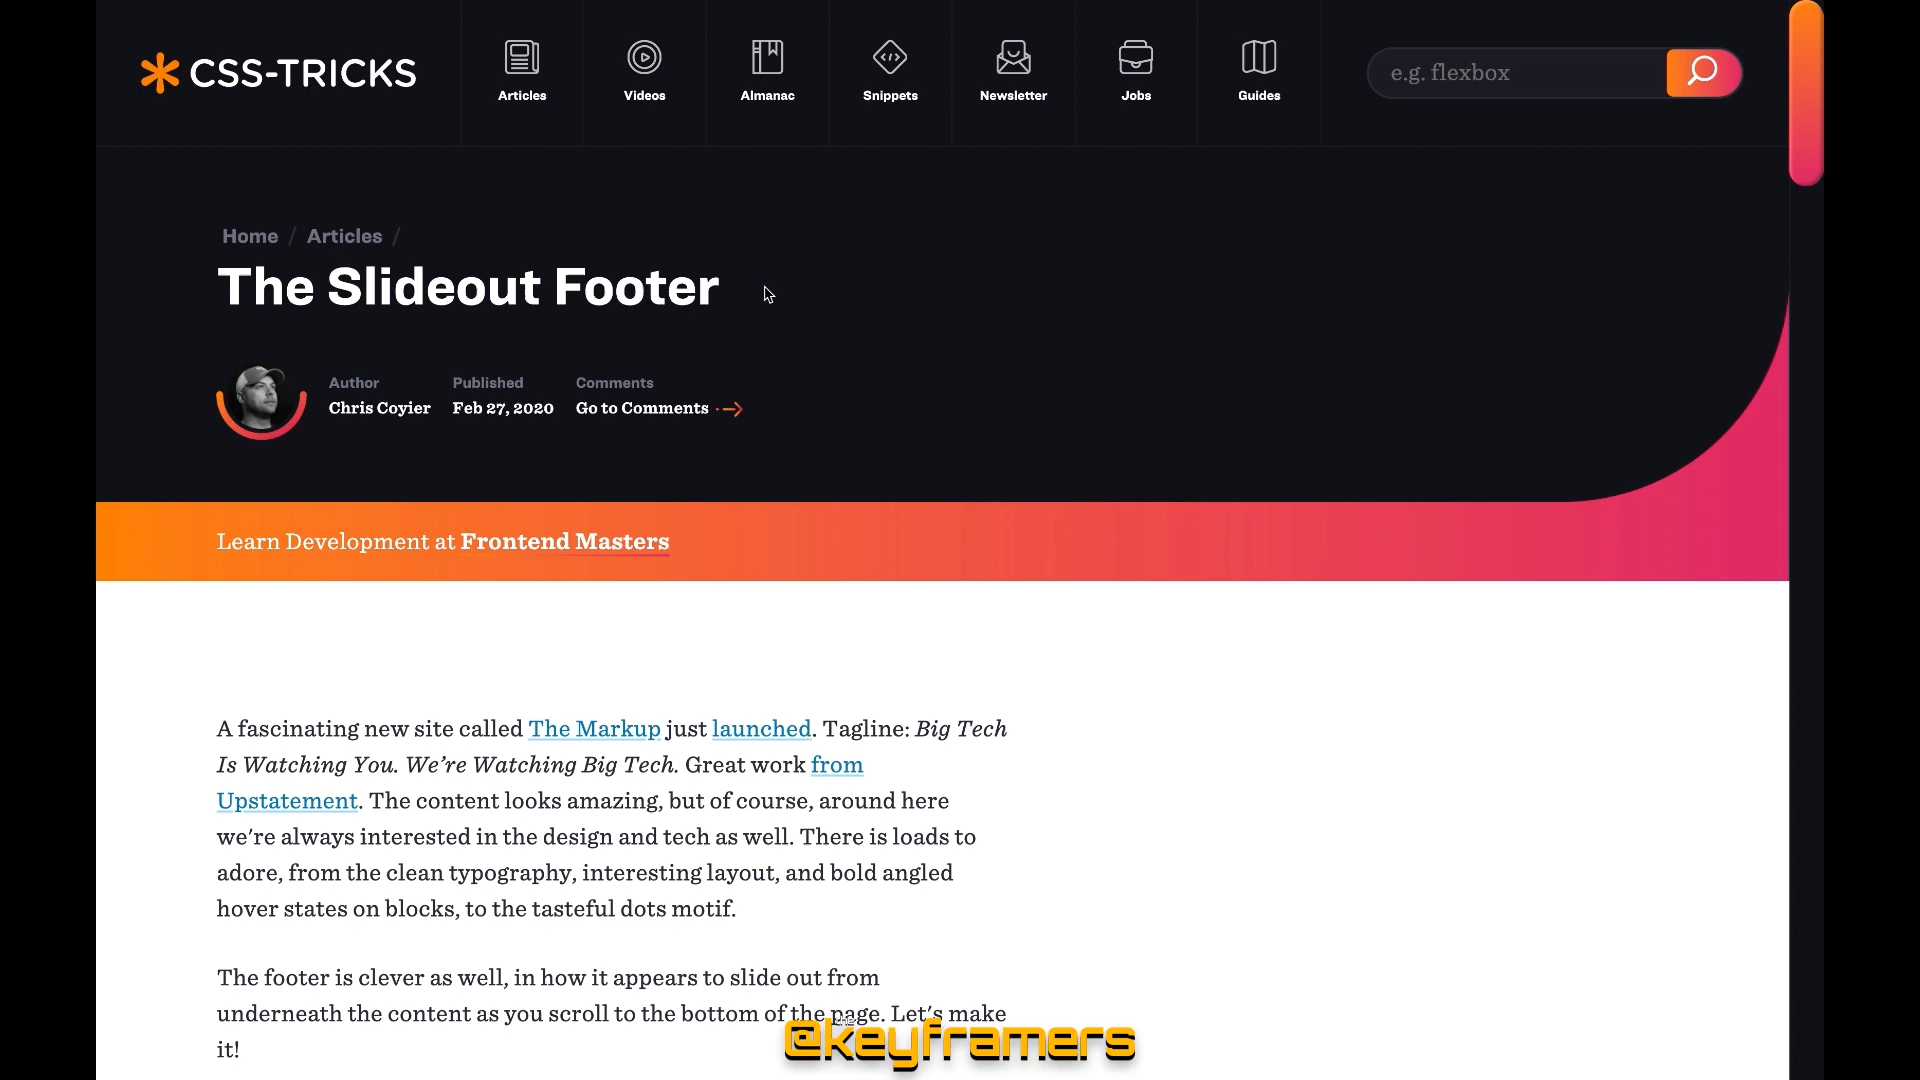 CSS-TRICKS
Articles
Videos
Almanac
Snippets
Newsletter
Jobs
Guides
e.g. flexbox
Home / Articles /
The Slideout Footer
Author
Chris Coyier
Published
Feb 27, 2020
Comments
Go to Comments
Learn Development at Frontend Masters
A fascinating new site called The Markup just launched. Tagline: Big Tech
Is Watching You. We’re Watching Big Tech. Great work from
Upstatement. The content looks amazing, but of course, around here
we’re always interested in the design and tech as well. There is loads to
adore, from the clean typography, interesting layout, and bold angled
hover states on blocks, to the tasteful dots motif.
The footer is clever as well, in how it appears to slide out from
underneath the content as you scroll to the bottom of the page. Let’s make
it!
the
@keyframers